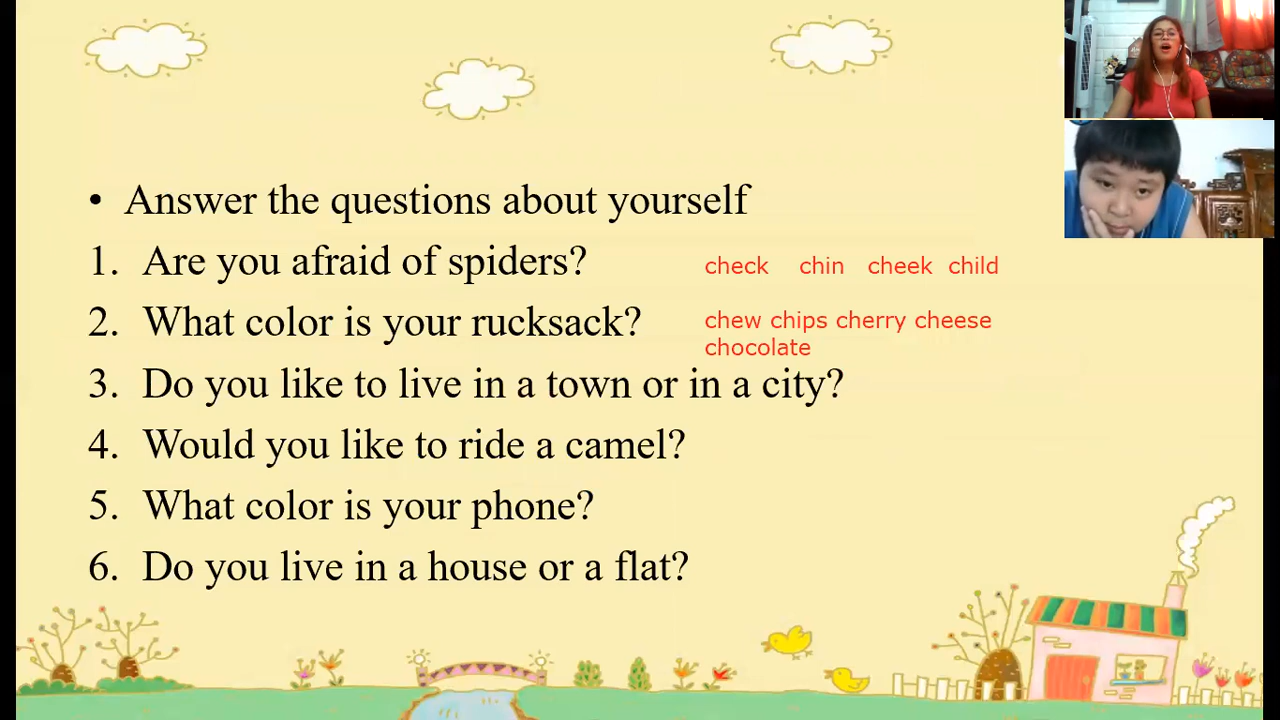 • Answer the questions about yourself
1. Are you afraid of spiders?
check chin cheek child
2. What color is your rucksack?
chew chips cherry cheese
chocolate
3. Do you like to live in a town or in a city?
4. Would you like to ride a camel?
5. What color is your phone?
6. Do you live in a house or a flat?